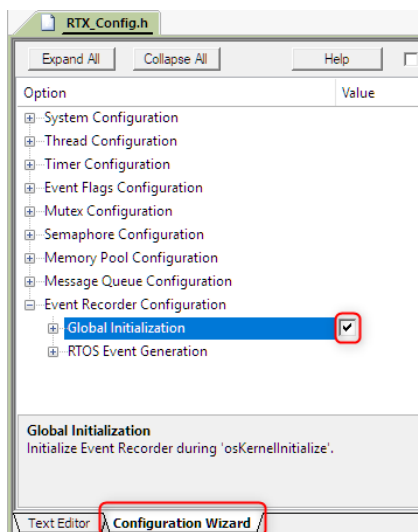 RTX_Config.h
Expand All Collapse All Help
Option Value
System Configuration
Thread Configuration
Timer Configuration
Event Flags Configuration
Mutex Configuration
Semaphore Configuration
Memory Pool Configuration
Message Queue Configuration
Event Recorder Configuration
Global Initialization
RTOS Event Generation
Global Initialization
Initialize Event Recorder during 'osKernelInitialize'.
Text Editor Configuration Wizard